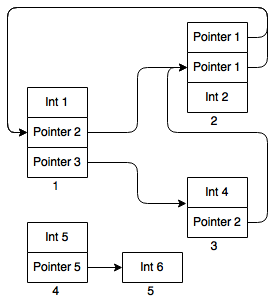 Pointer 1
Pointer 1
Int 2
2
Int 1
Pointer 2
Pointer 3
1
Int 4
Pointer 2
3
Int 5
Pointer 5
4
Int 6
5